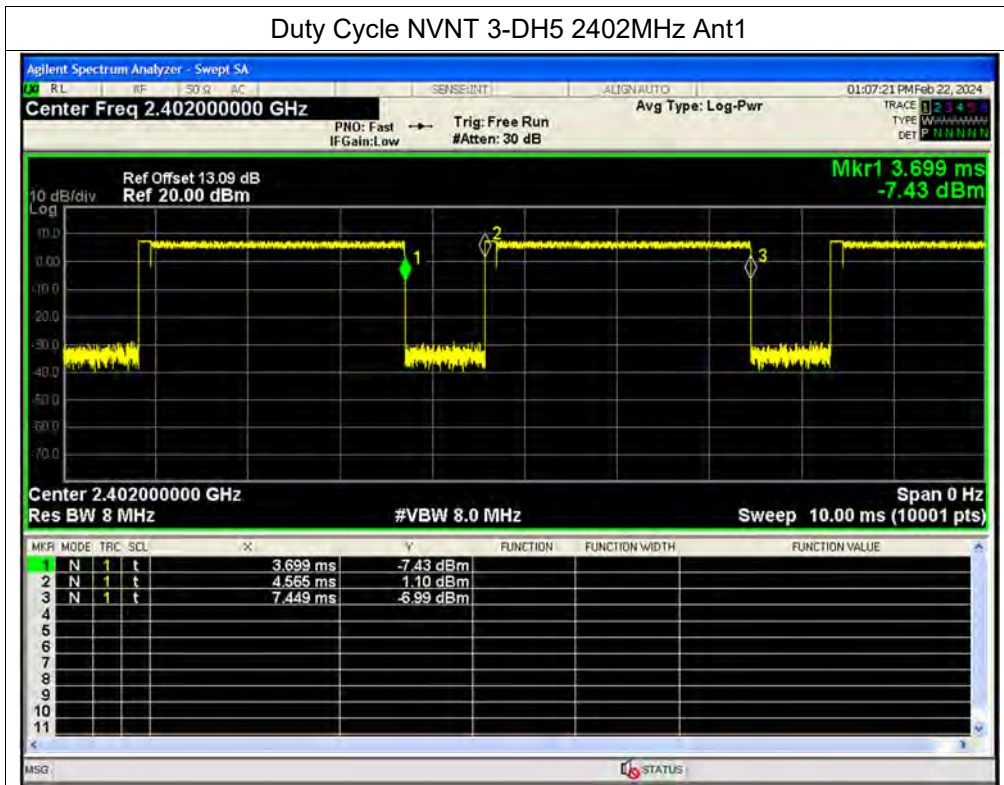 Duty Cycle NVNT 3-DH5 2402MHz Ant1
Agilent Spectrum Analyzer - Swept SA
RL RF 50 Ω AC SENSE:INT ALIGN AUTO 01:07:21 PM Feb 22, 2024
Center Freq 2.402000000 GHz
PNO: Fast
IFGain:Low
Trig: Free Run
#Atten: 30 dB
Avg Type: Log-Pwr
TRACE 1 2 3 4 5 6
TYPE W
DET P N N N N N
Mkr1 3.699 ms
-7.43 dBm
Ref Offset 13.09 dB
10 dB/div Ref 20.00 dBm
Log
10.0
0.00
-10.0
-20.0
-30.0
-40.0
-50.0
-60.0
-70.0
1
2
3
Center 2.402000000 GHz Span 0 Hz
Res BW 8 MHz #VBW 8.0 MHz Sweep 10.00 ms (10001 pts)
MKR MODE TRC SCL X Y FUNCTION FUNCTION WIDTH FUNCTION VALUE
1 N 1 t 3.699 ms -7.43 dBm
2 N 1 t 4.565 ms 1.10 dBm
3 N 1 t 7.449 ms -6.99 dBm
4
5
6
7
8
9
10
11
MSG STATUS